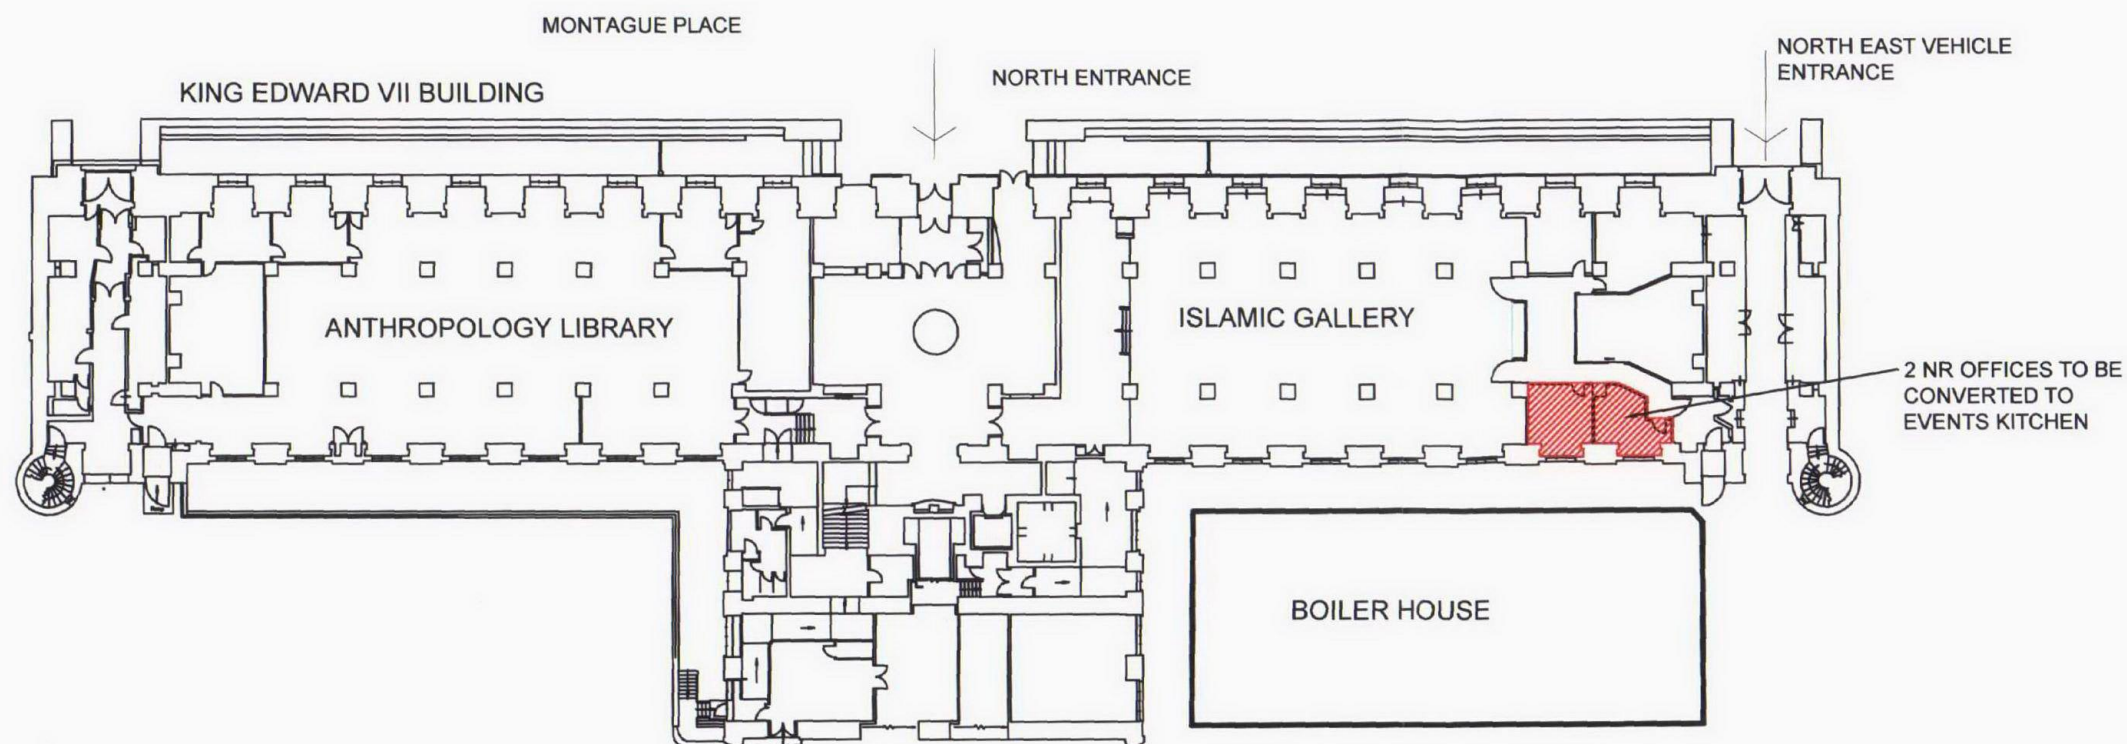 MONTAGUE PLACE
NORTH EAST VEHICLE
ENTRANCE
NORTH ENTRANCE
KING EDWARD VII BUILDING
ANTHROPOLOGY LIBRARY
ISLAMIC GALLERY
2 NR OFFICES TO BE
CONVERTED TO
EVENTS KITCHEN
BOILER HOUSE